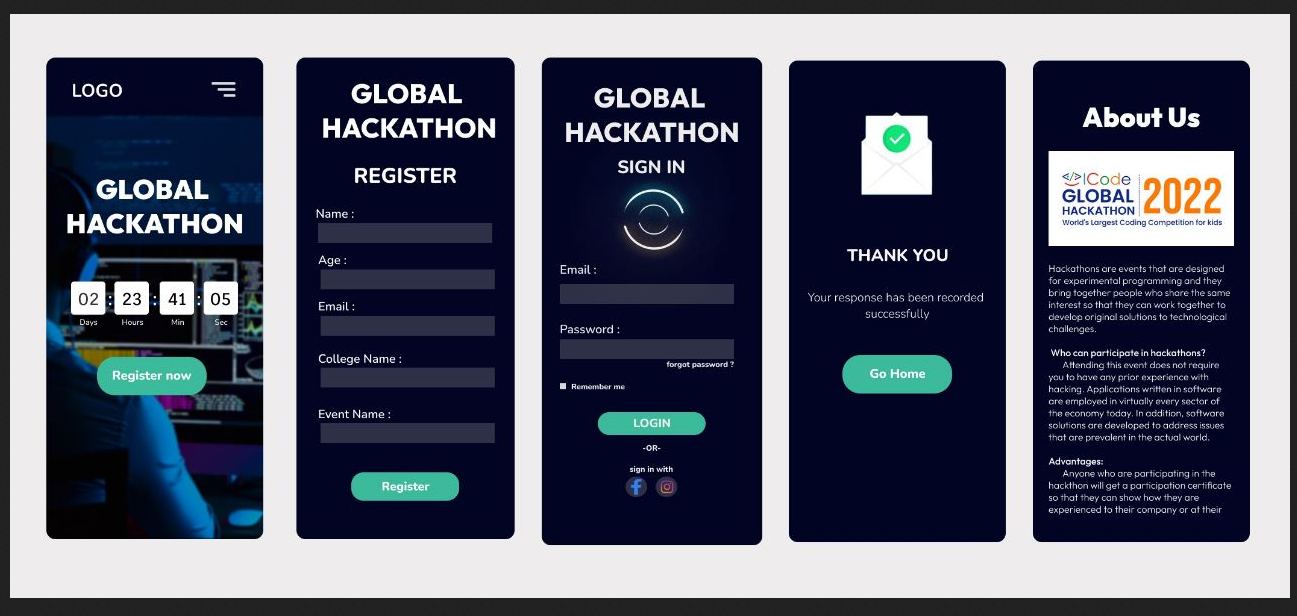 LOGO
GLOBAL
HACKATHON
02 : 23 : 41 : 05
Days Hours Min Sec
Register now
GLOBAL
HACKATHON
REGISTER
Name :
Age :
Email :
College Name :
Event Name :
Register
GLOBAL
HACKATHON
SIGN IN
Email :
Password :
forgot password ?
Remember me
LOGIN
-OR-
sign in with
THANK YOU
Your response has been recorded
successfully
Go Home
About Us
</>|Code
GLOBAL
HACKATHON
2022
World's Largest Coding Competition for kids
Hackathons are events that are designed
for experimental programming and they
bring together people who share the same
interest so that they can work together to
develop original solutions to technological
challenges.
Who can participate in hackathons?
Attending this event does not require
you to have any prior experience with
hacking. Applications written in software
are employed in virtually every sector of
the economy today. In addition, software
solutions are developed to address issues
that are prevalent in the actual world.
Advantages:
Anyone who are participating in the
hackthon will get a participation certificate
so that they can show how they are
experienced to their company or at their